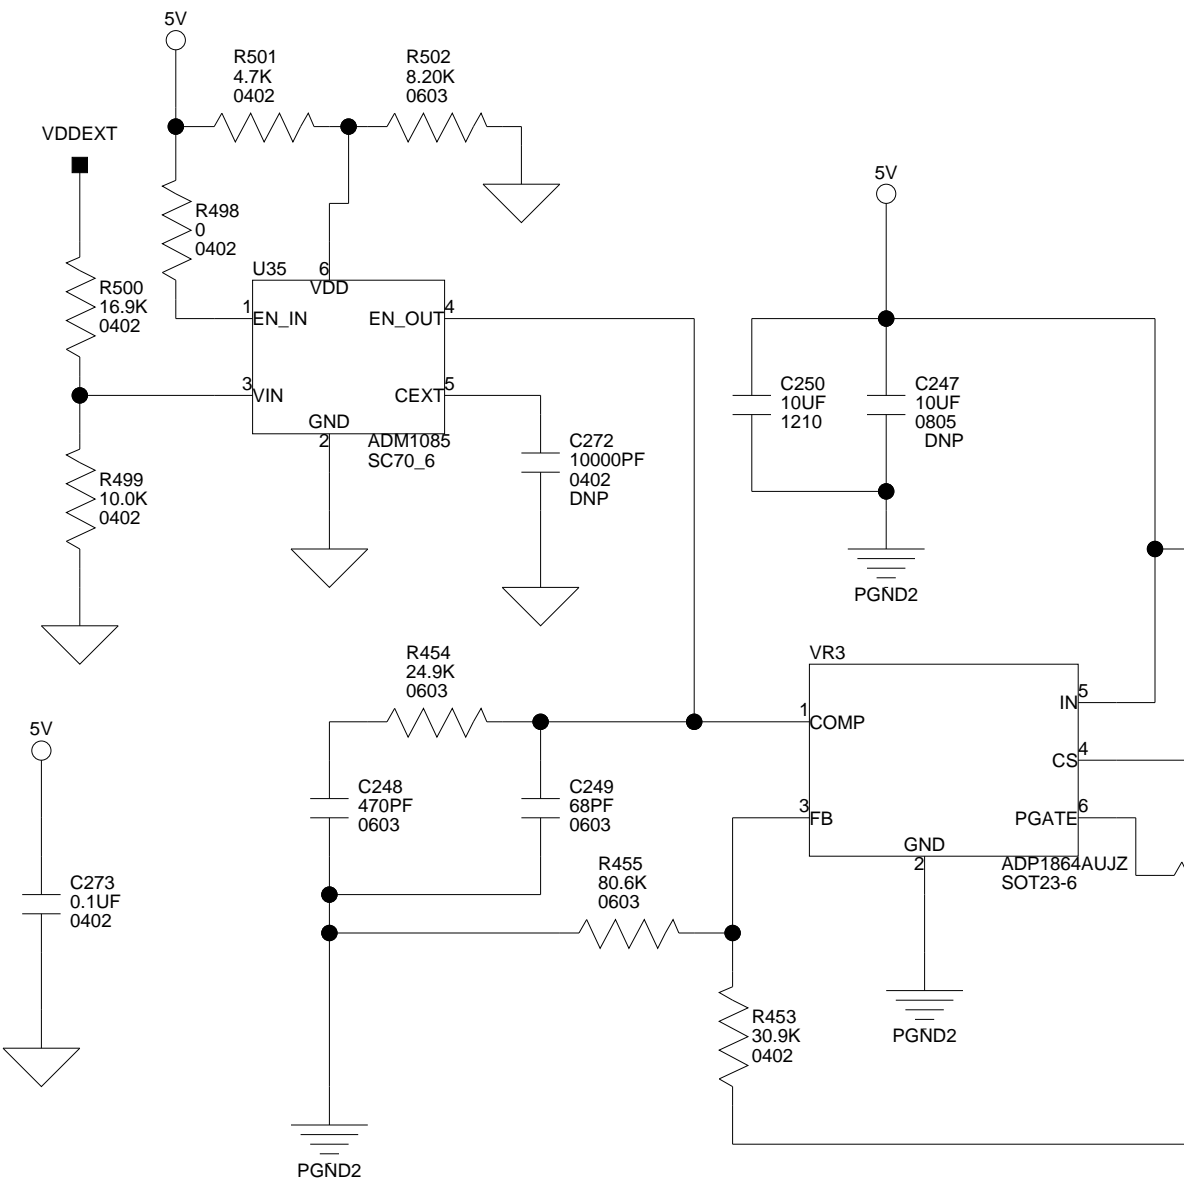 5V
R501
4.7K
0402
R502
8.20K
0603
VDDEXT
R498
0
0402
5V
U35
6
VDD
R500
16.9K
0402
1
EN_IN
EN_OUT
4
3
VIN
CEXT
5
GND
2
ADM1085
SC70_6
C272
10000PF
0402
DNP
R499
10.0K
0402
C250
10UF
1210
C247
10UF
0805
DNP
PGND2
R454
24.9K
0603
VR3
1
COMP
IN
5
CS
4
3
FB
PGATE
6
GND
2
ADP1864AUJZ
SOT23-6
5V
C248
470PF
0603
C249
68PF
0603
R455
80.6K
0603
C273
0.1UF
0402
R453
30.9K
0402
PGND2
PGND2